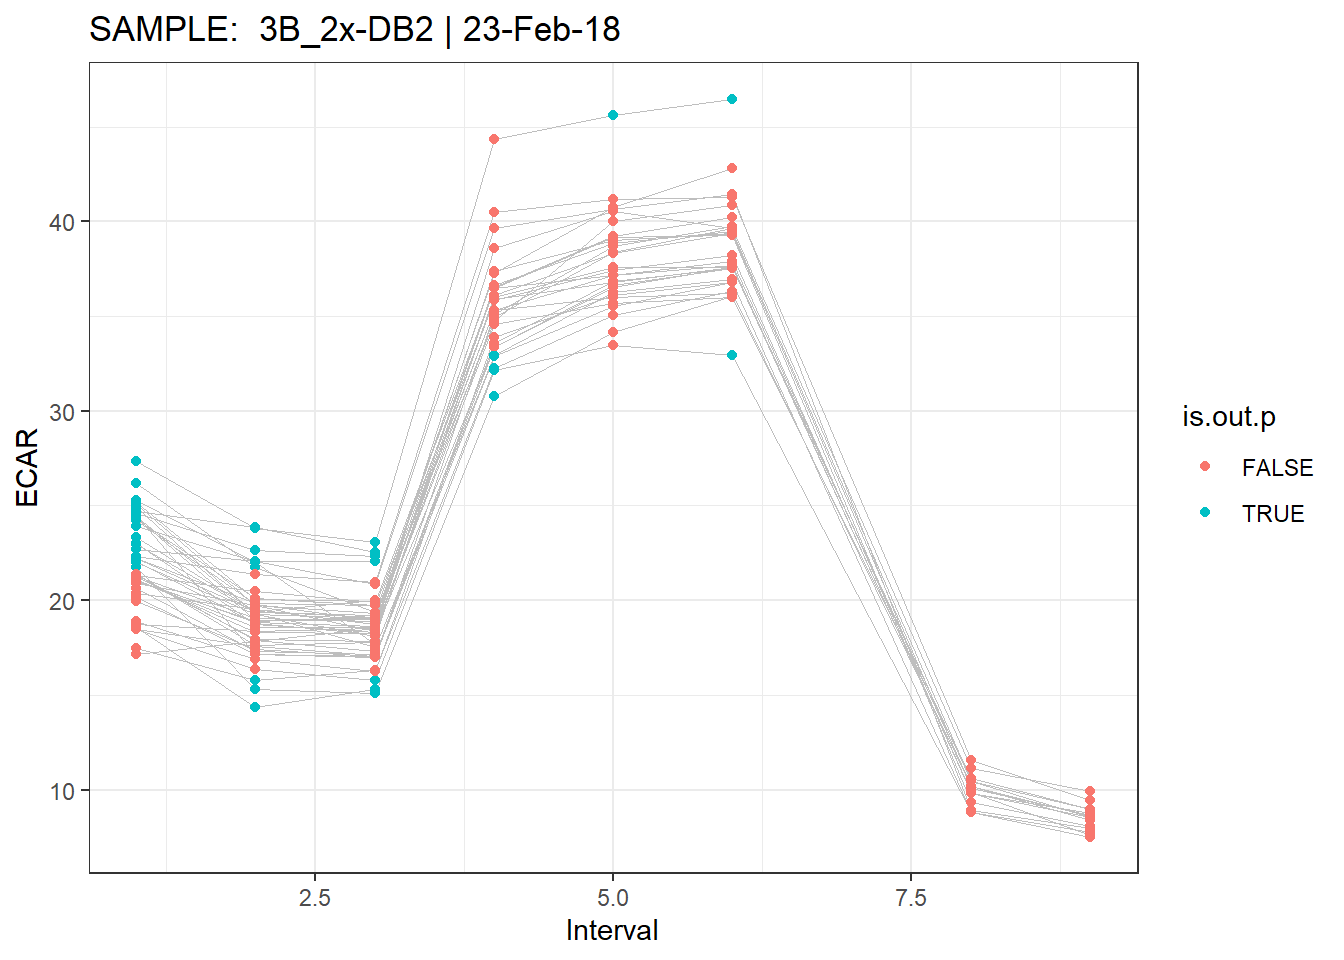 SAMPLE:  3B_2x-DB2 | 23-Feb-18
ECAR
40
30
20
10
2.5
5.0
7.5
Interval
is.out.p
FALSE
TRUE